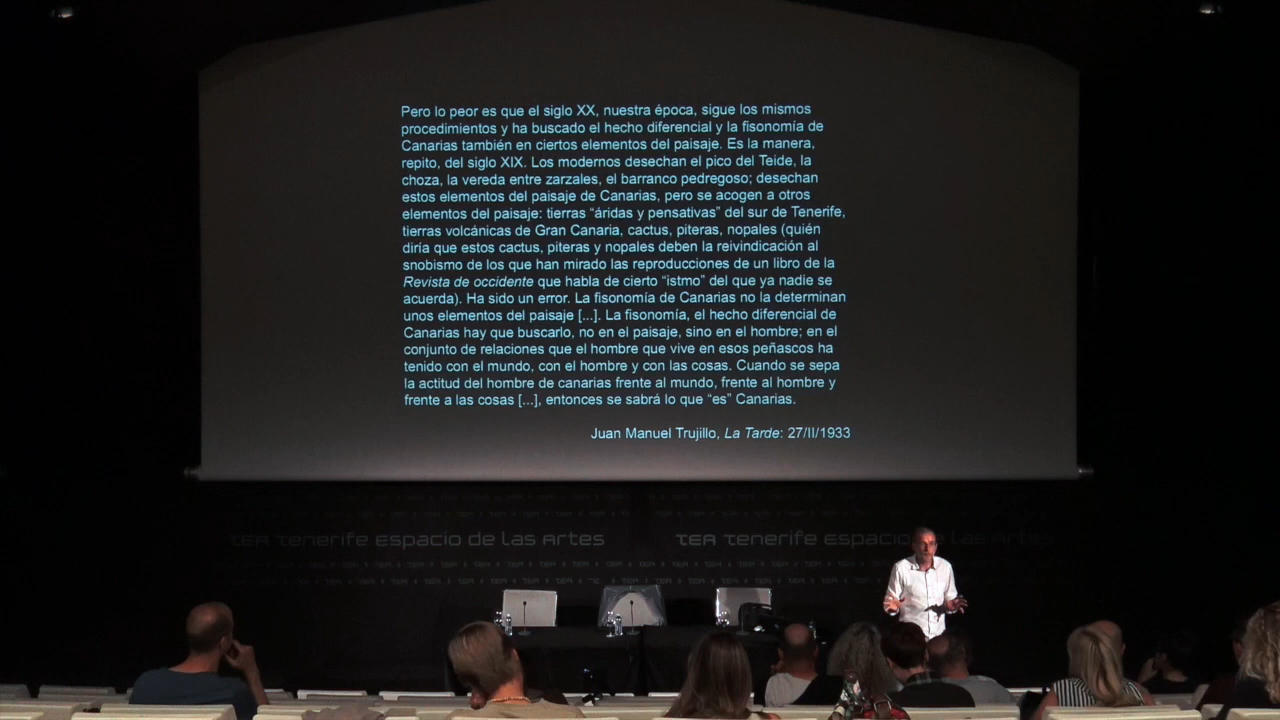 Pero lo peor es que el siglo XX, nuestra época, sigue los mismos
procedimientos y ha buscado el hecho diferencial y la fisonomía de
Canarias también en ciertos elementos del paisaje. Es la manera,
repito, del siglo XIX. Los modernos desechan el pico del Teide, la
choza, la vereda entre zarzales, el barranco pedregoso; desechan
estos elementos del paisaje de Canarias, pero se acogen a otros
elementos del paisaje: tierras “áridas y pensativas” del sur de Tenerife,
tierras volcánicas de Gran Canaria, cactus, piteras, nopales (quién
diría que estos cactus, piteras y nopales deben la reivindicación al
snobismo de los que han mirado las reproducciones de un libro de la
Revista de occidente que habla de cierto “istmo” del que ya nadie se
acuerda). Ha sido un error. La fisonomía de Canarias no la determinan
unos elementos del paisaje [...]. La fisonomía, el hecho diferencial de
Canarias hay que buscarlo, no en el paisaje, sino en el hombre; en el
conjunto de relaciones que el hombre que vive en esos peñascos ha
tenido con el mundo, con el hombre y con las cosas. Cuando se sepa
la actitud del hombre de canarias frente al mundo, frente al hombre y
frente a las cosas [...], entonces se sabrá lo que “es” Canarias.
Juan Manuel Trujillo, La Tarde: 27/II/1933
TEA Tenerife Espacio de las Artes
TEA Tenerife Espacio de las Artes